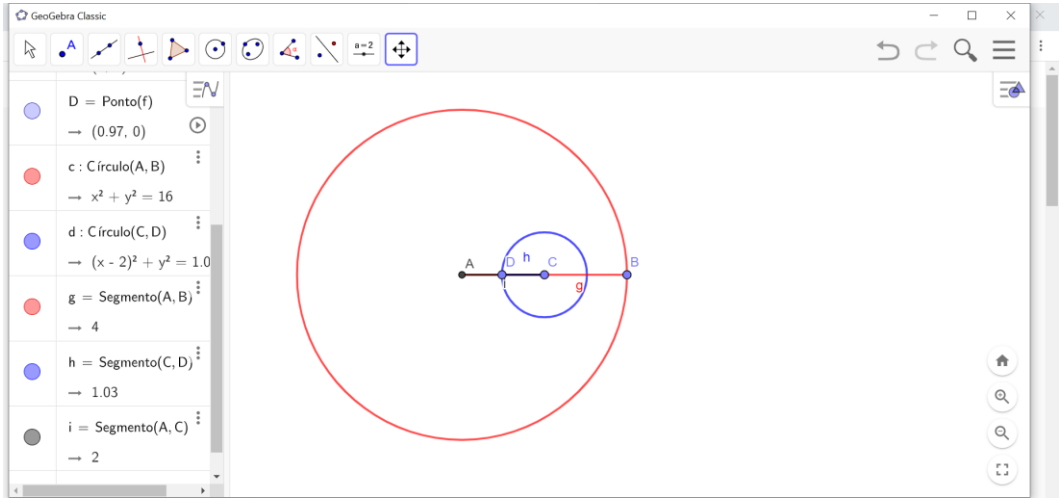 GeoGebra Classic
A
a=2
D = Ponto(f)
→ (0.97, 0)
c : Círculo(A, B)
→ x² + y² = 16
d : Círculo(C, D)
→ (x - 2)² + y² = 1.0
g = Segmento(A, B)
→ 4
h = Segmento(C, D)
→ 1.03
i = Segmento(A, C)
→ 2
A
D
h
C
B
i
g